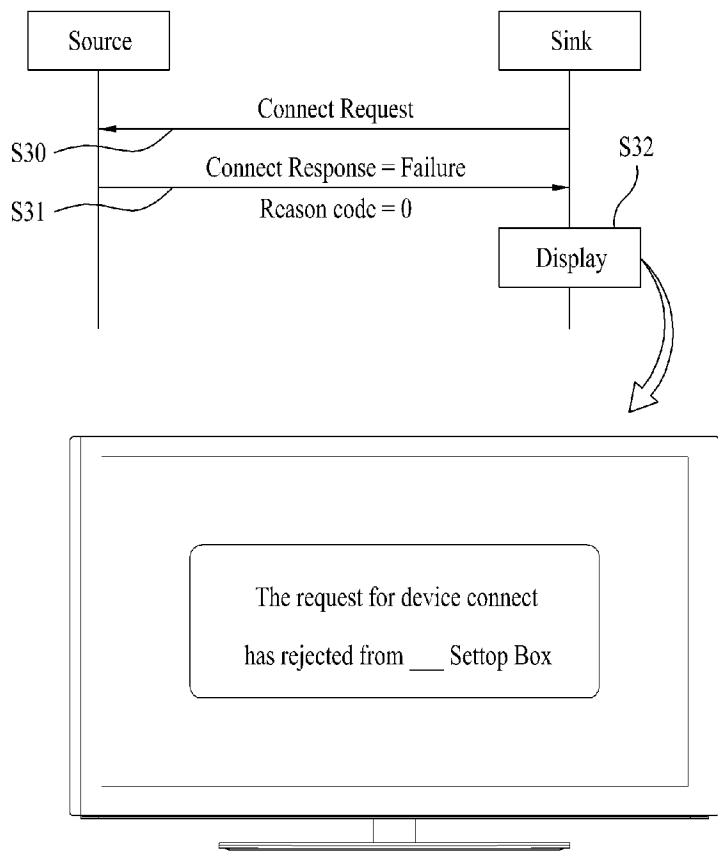 Source
Sink
Connect Request
S30
S32
Connect Response = Failure
S31
Reason code = 0
Display
The request for device connect
has rejected from ___ Settop Box